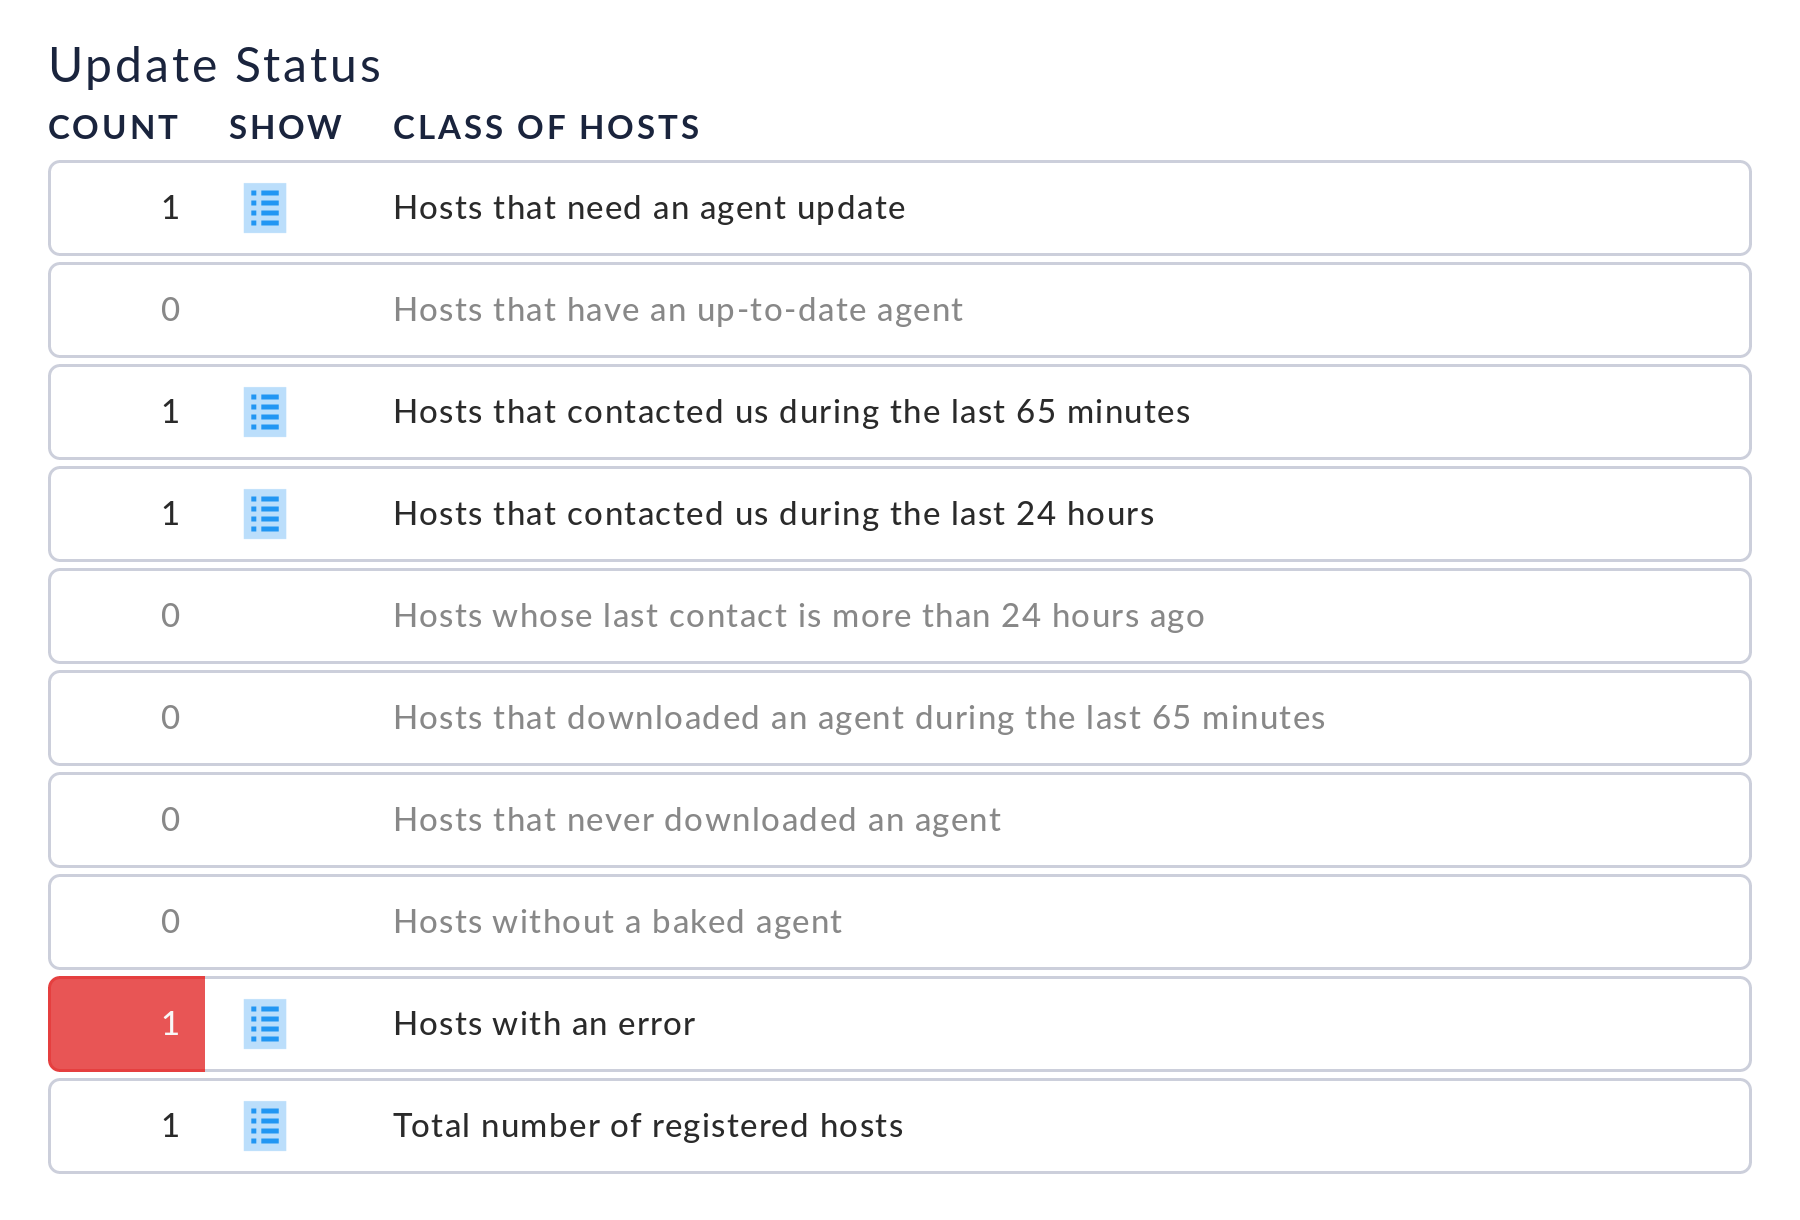 Update Status
COUNT SHOW CLASS OF HOSTS
1 Hosts that need an agent update
0 Hosts that have an up-to-date agent
1 Hosts that contacted us during the last 65 minutes
1 Hosts that contacted us during the last 24 hours
0 Hosts whose last contact is more than 24 hours ago
0 Hosts that downloaded an agent during the last 65 minutes
0 Hosts that never downloaded an agent
0 Hosts without a baked agent
1 Hosts with an error
1 Total number of registered hosts